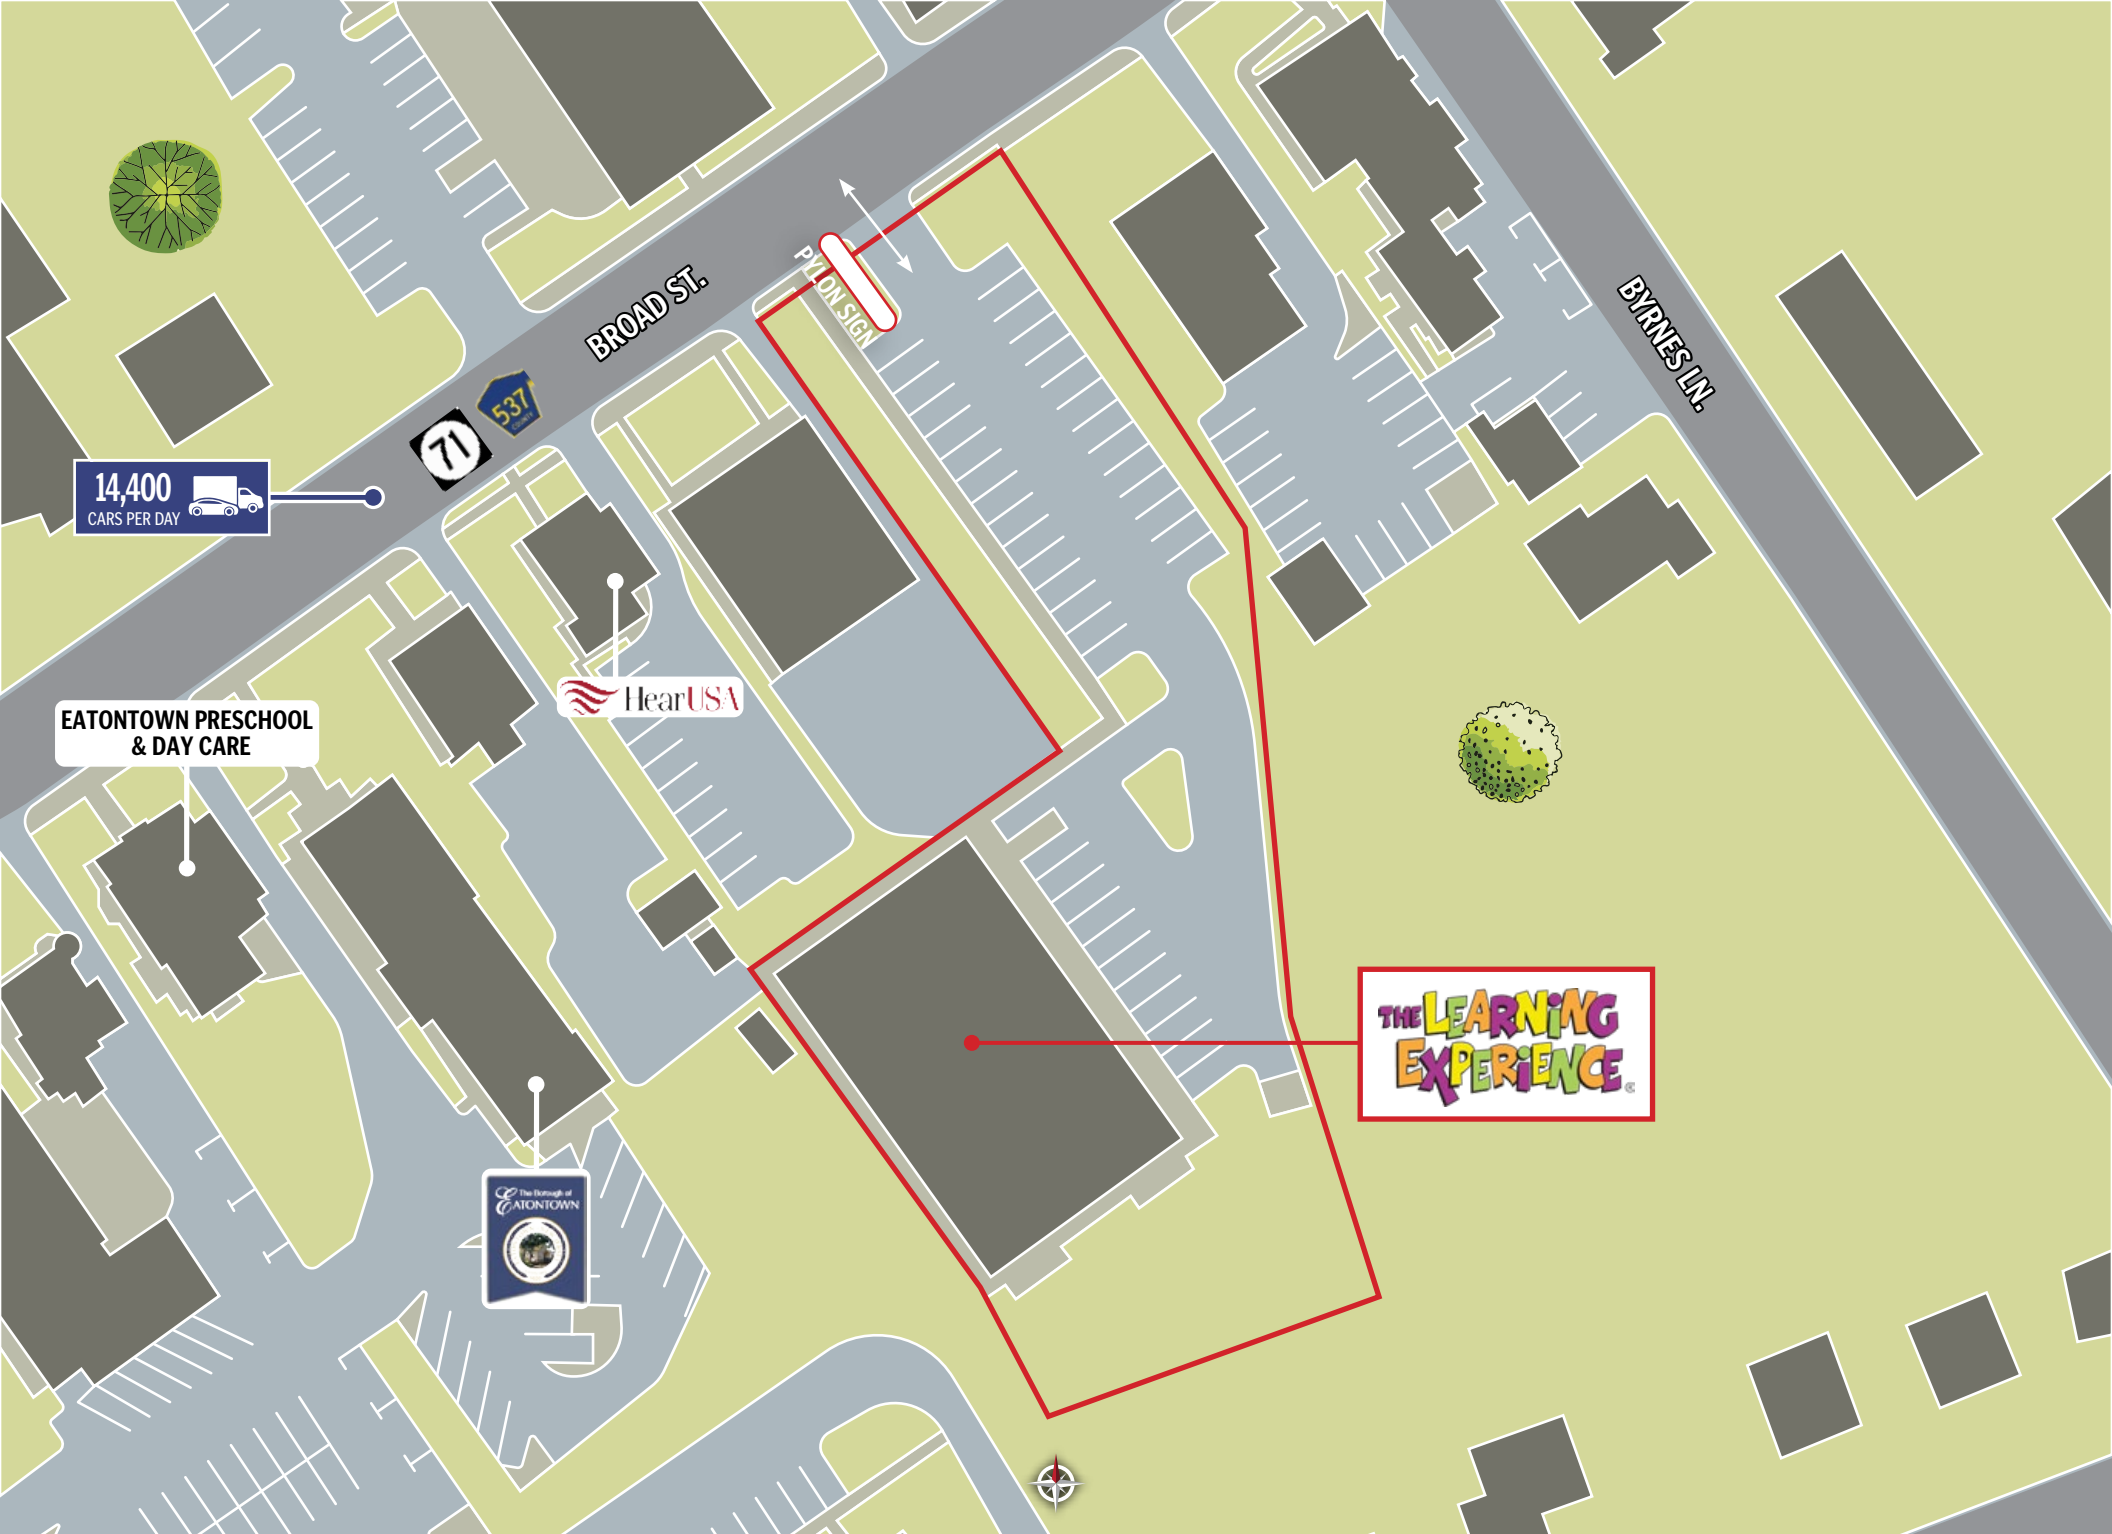 BROAD ST.
PYLON SIGN
BYRNES LN.
537
COUNTY
71
14,400
CARS PER DAY
HearUSA
EATONTOWN PRESCHOOL
& DAY CARE
THE LEARNING
EXPERIENCE
The Borough of
EATONTOWN